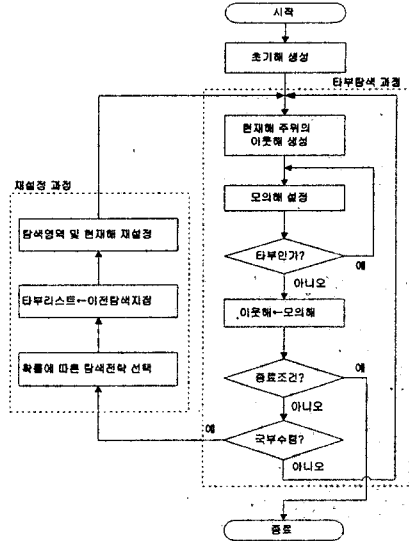 시작
초기해 생성
타부탐색 과정
현재해 주위의
이웃해 생성
재설정 과정
모의해 설정
탐색영역 및 현재해 재설정
타부인가?
예
아니오
타부리스트←이전탐색지점
이웃해←모의해
확률에 따른 탐색전략 선택
종료조건?
예
아니오
예
국부수렴?
아니오
종료